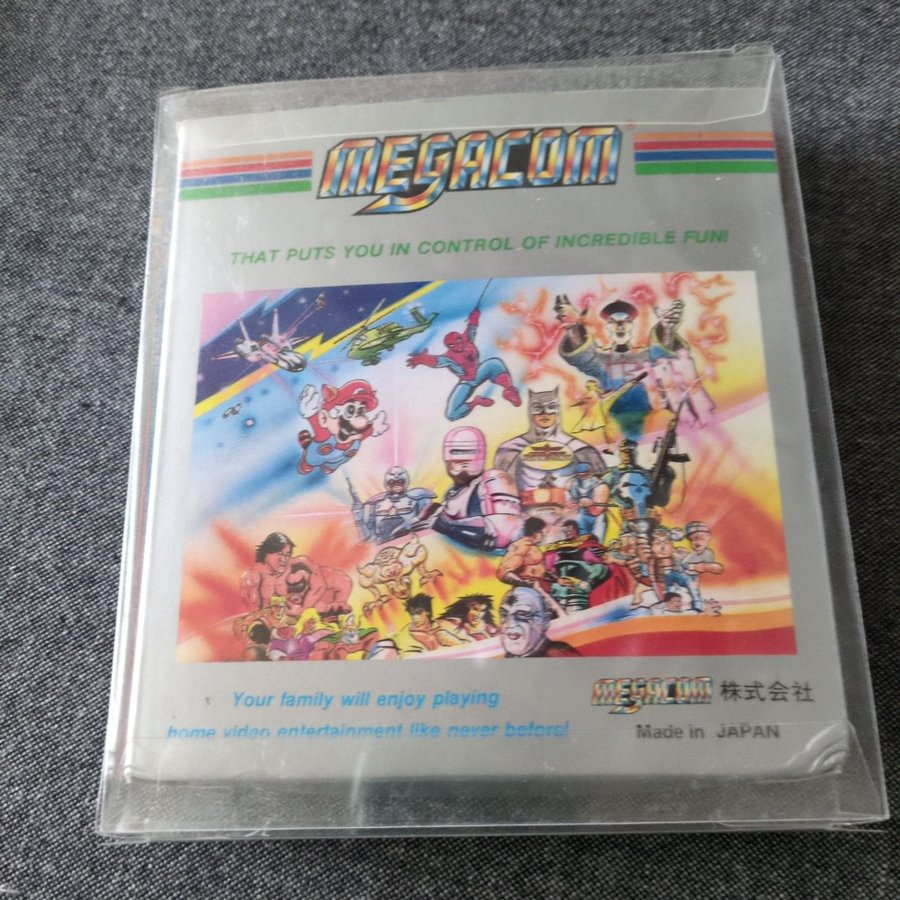 MEGACOM
THAT PUTS YOU IN CONTROL OF INCREDIBLE FUN!
Your family will enjoy playing
home video entertainment like never before!
MEGACOM 株式会社
Made in JAPAN